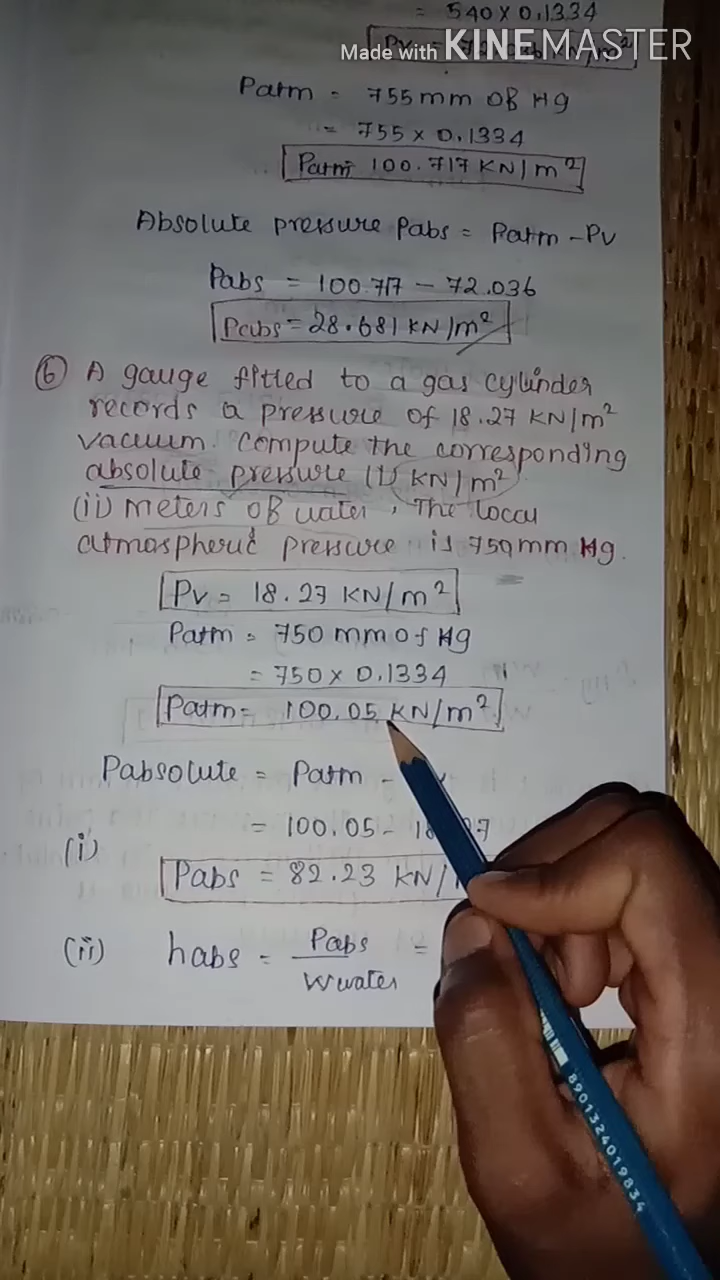 = 540 x 0.1334
Made with KINEMASTER
Patm = 755 mm OB Hg
= 755 x 0.1334
Patm = 100.717 KN/m²
Absolute pressure Pabs = Patm - Pv
Pabs = 100.717 - 72.036
Pabs = 28.681 KN/m²
⑥ A gauge fitted to a gas cylinder
records a pressure of 18.27 KN/m²
vacuum. compute the corresponding
absolute pressure (i) KN/m²
(ii) meters OB water, The local
atmospheric pressure is 750mm Hg.
Pv = 18.27 KN/m²
Patm = 750 mm of Hg
= 750 x 0.1334
Patm = 100.05 KN/m²
Pabsolute = Patm -
= 100.05 -
(i)
Pabs = 82.23 KN/
(ii) habs = Pabs / Wwater =
8901324019834